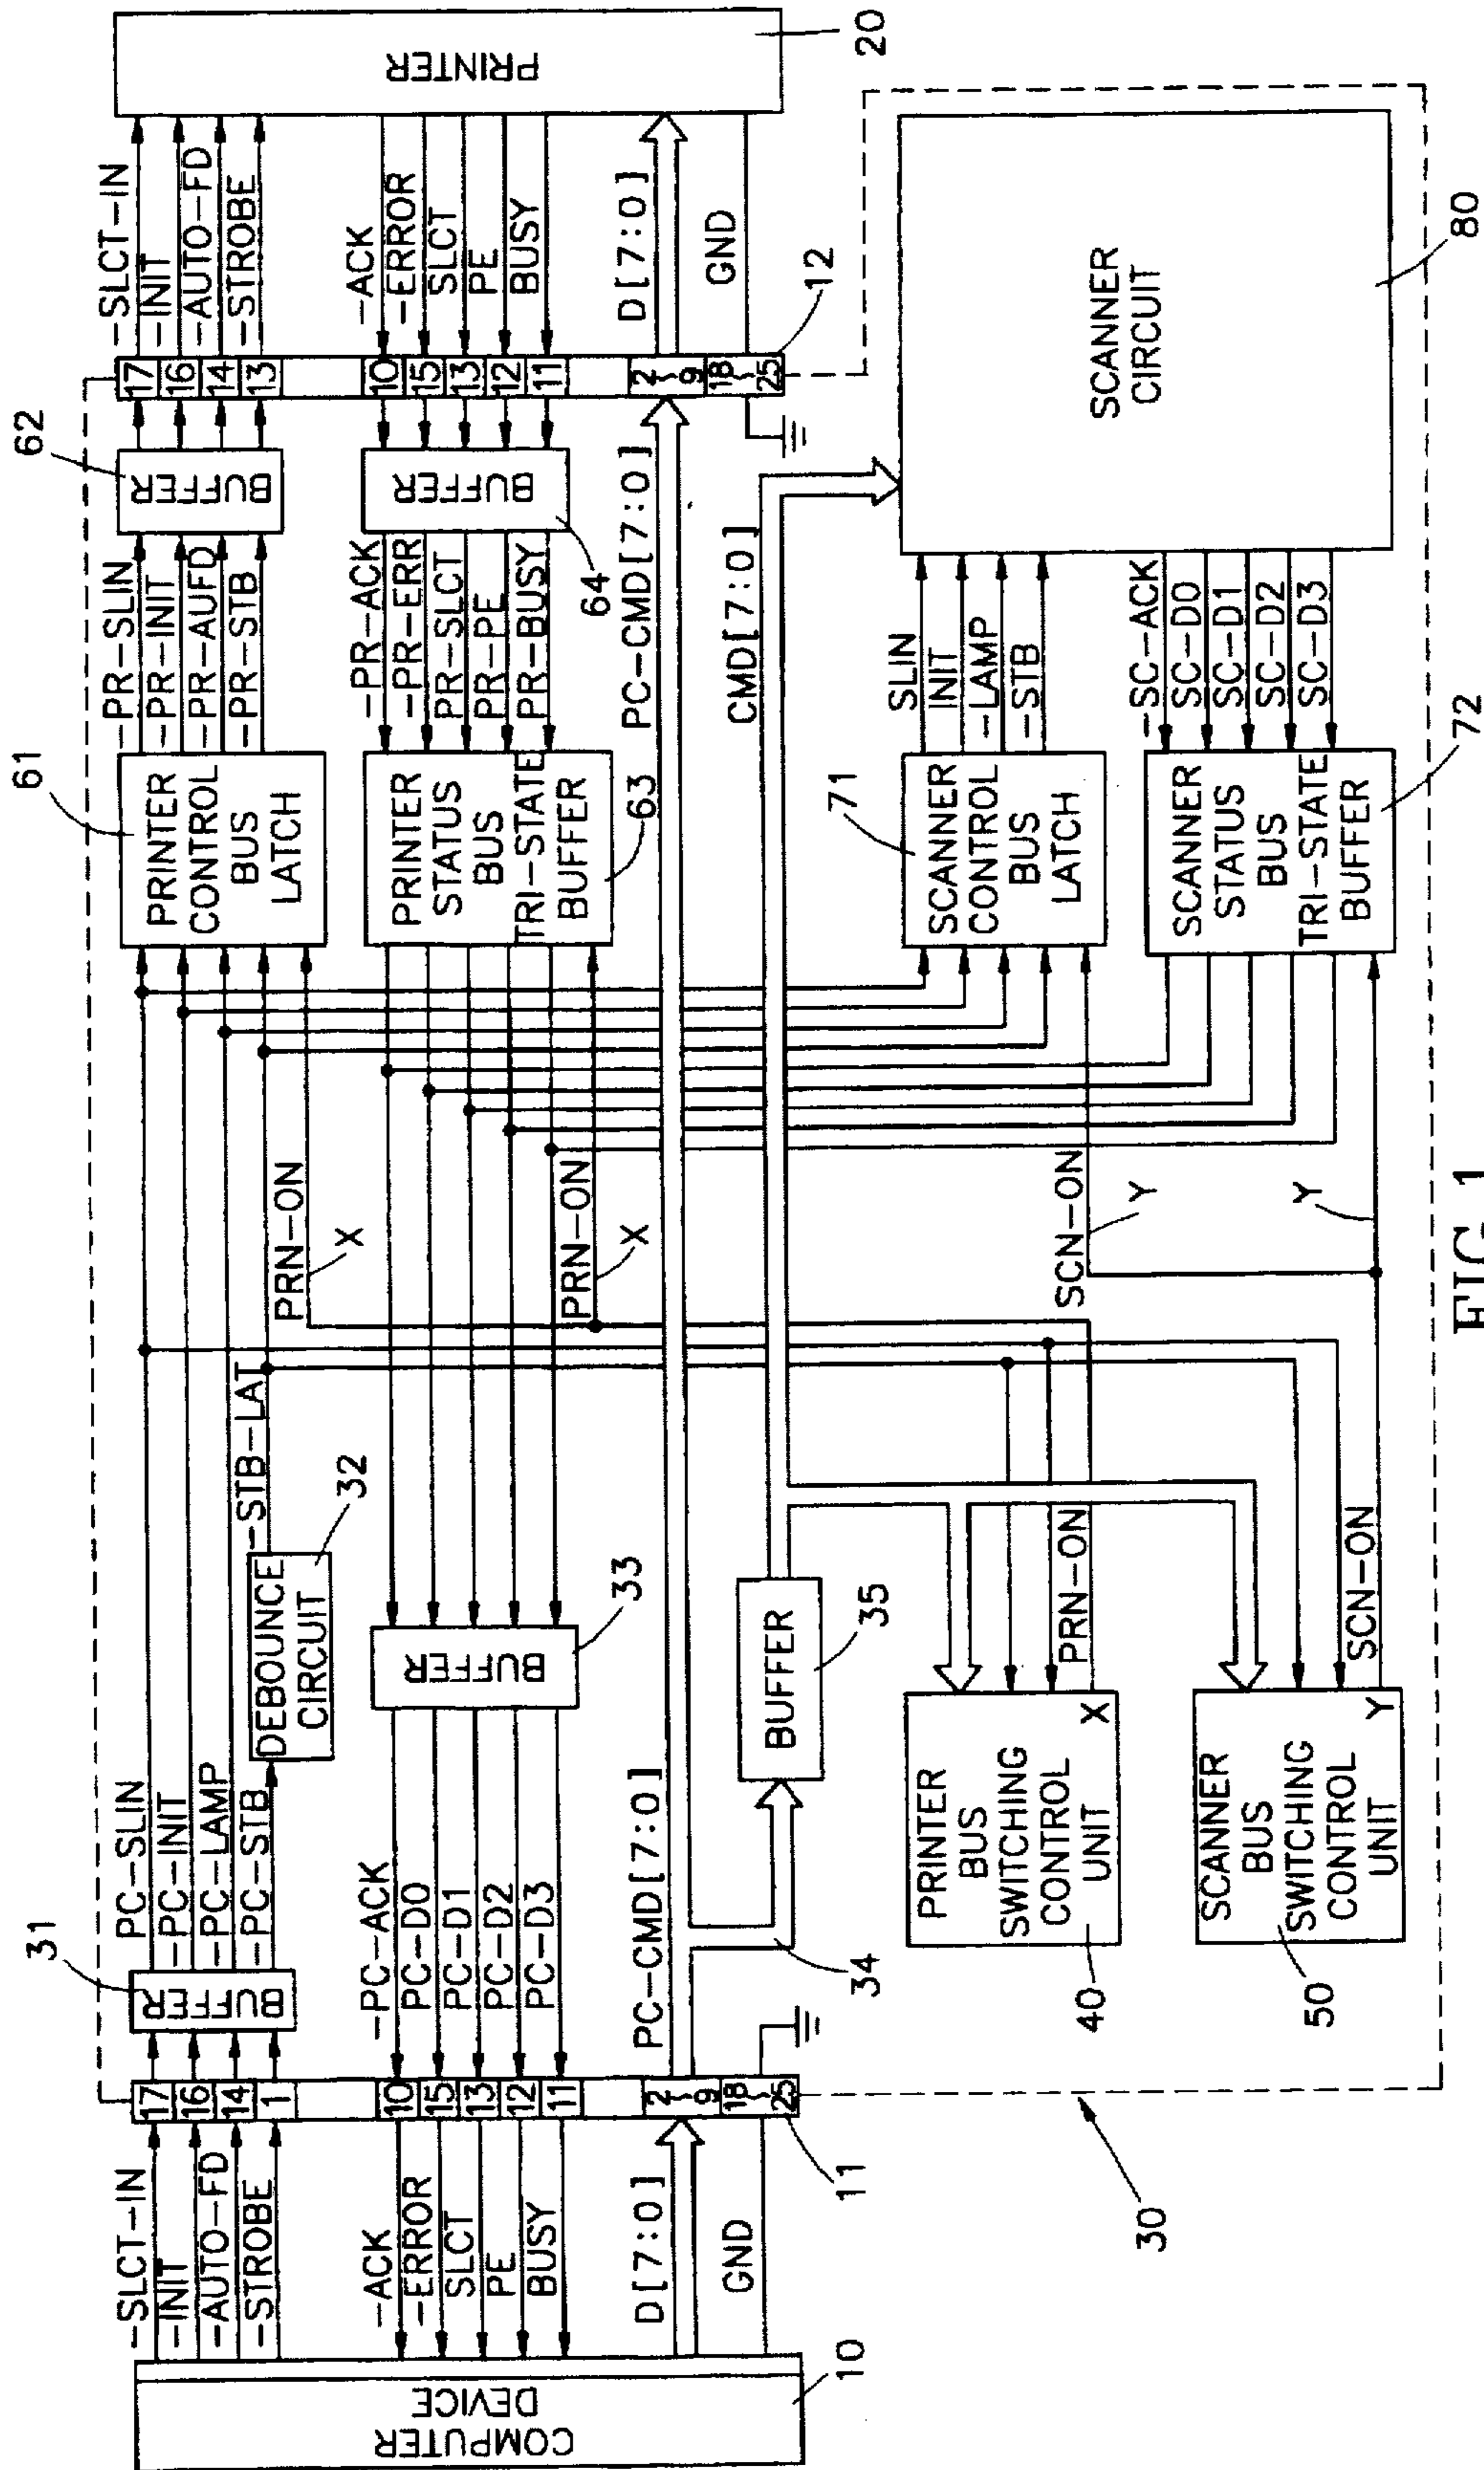 COMPUTER
DEVICE
10
-SLCT-IN
-INIT
-AUTO-FD
-STROBE
-ACK
-ERROR
SLCT
PE
BUSY
D[7:0]
GND
17
16
14
1
10
15
13
12
11
2
9
18
25
11
30
31
BUFFER
PC-SLIN
-PC-INIT
-PC-LAMP
-PC-STB
DEBOUNCE
CIRCUIT
32
-STB-LAT
-PC-ACK
PC-D0
PC-D1
PC-D2
PC-D3
BUFFER
33
PC-CMD[7:0]
34
BUFFER
35
PRINTER
BUS
SWITCHING
CONTROL
UNIT
X
40
PRN-ON
SCANNER
BUS
SWITCHING
CONTROL
UNIT
Y
50
SCN-ON
PRN-ON
X
PRN-ON
X
SCN-ON
Y
Y
61
PRINTER
CONTROL
BUS
LATCH
-PR-SLIN
-PR-INIT
-PR-AUFD
-PR-STB
62
BUFFER
PRINTER
STATUS
BUS
TRI-STATE
BUFFER
63
-PR-ACK
-PR-ERR
PR-SLCT
PR-PE
PR-BUSY
BUFFER
64
PC-CMD[7:0]
CMD[7:0]
71
SCANNER
CONTROL
BUS
LATCH
SLIN
INIT
-LAMP
-STB
SCANNER
STATUS
BUS
TRI-STATE
BUFFER
72
-SC-ACK
SC-D0
SC-D1
SC-D2
SC-D3
SCANNER
CIRCUIT
80
17
16
14
13
10
15
13
12
11
2
9
18
25
12
-SLCT-IN
-INIT
-AUTO-FD
-STROBE
-ACK
-ERROR
SLCT
PE
BUSY
D[7:0]
GND
PRINTER
20
FIG. 1